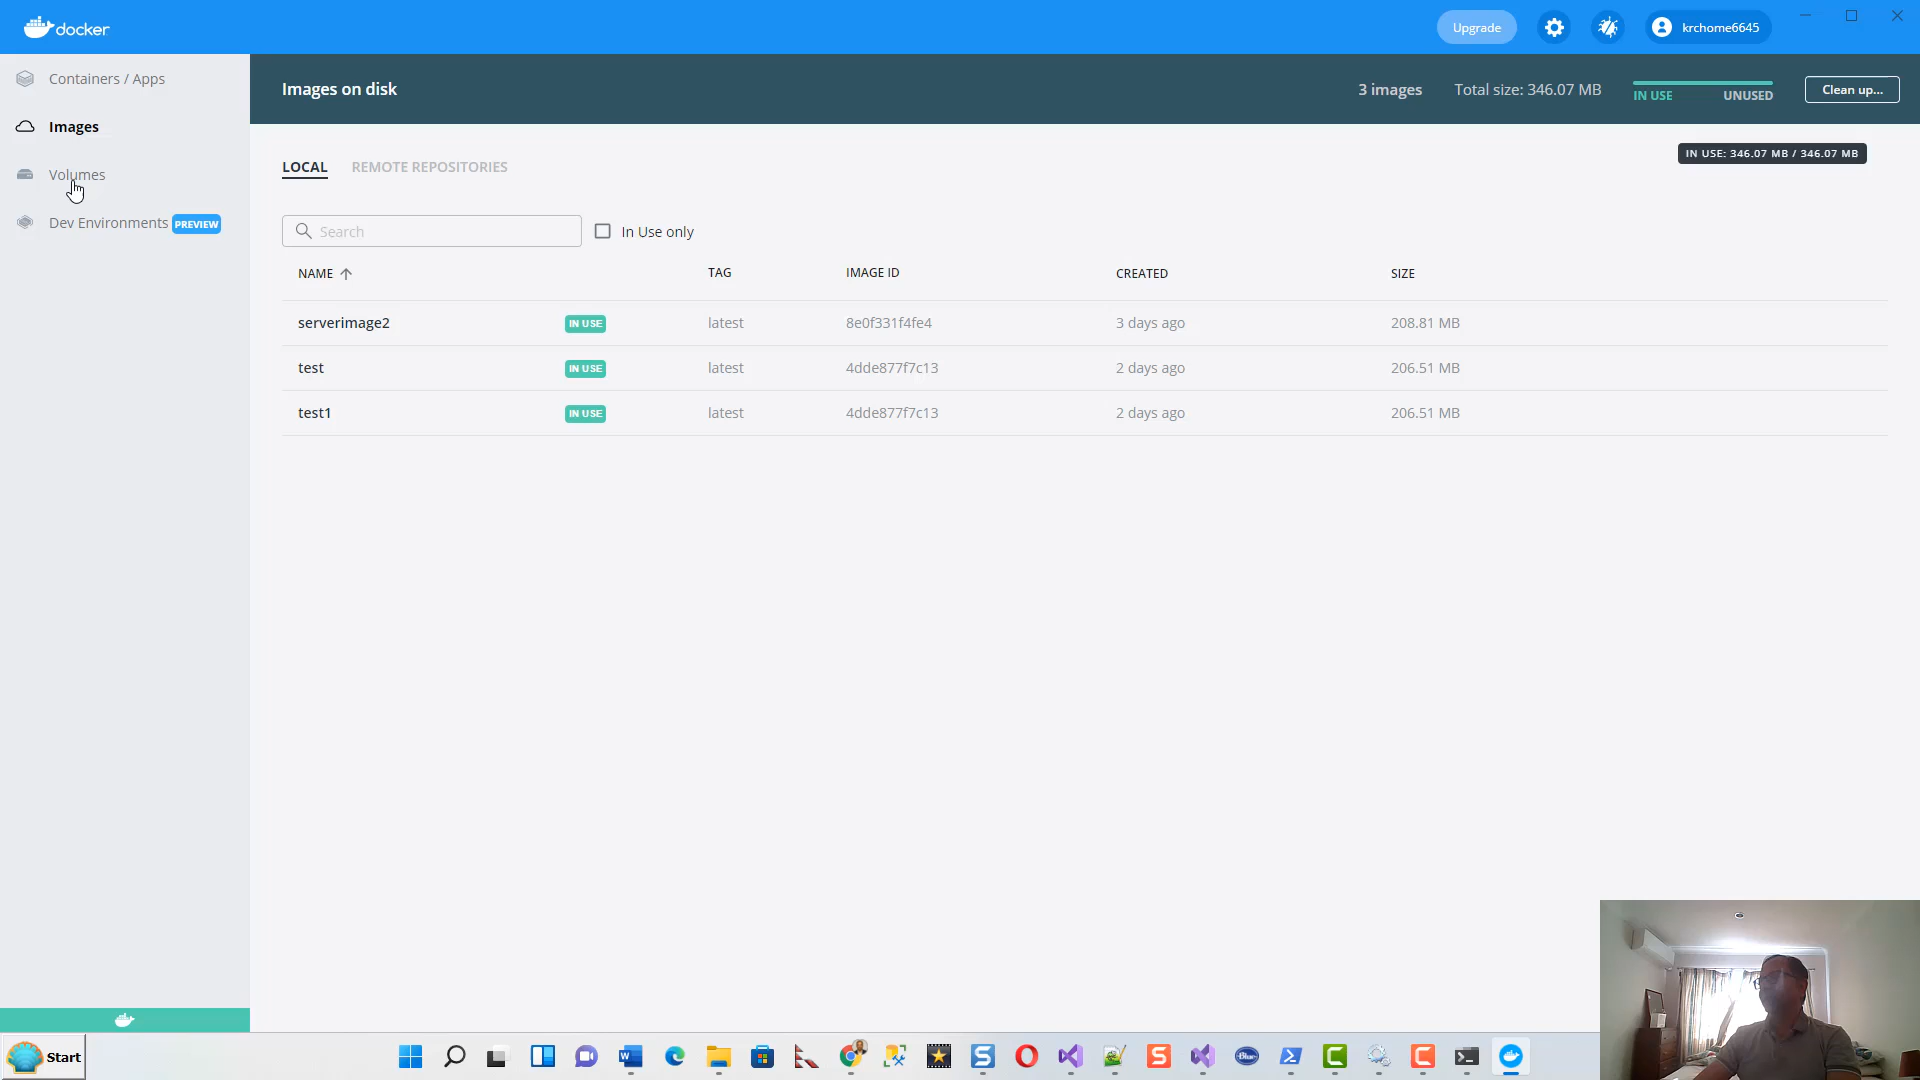 docker
Upgrade
krchome6645
Containers / Apps
Images
Volumes
Dev Environments PREVIEW
Images on disk
3 images
Total size: 346.07 MB
IN USE UNUSED
Clean up...
IN USE: 346.07 MB / 346.07 MB
LOCAL REMOTE REPOSITORIES
Search
In Use only
NAME TAG IMAGE ID CREATED SIZE
serverimage2 IN USE latest 8e0f331f4fe4 3 days ago 208.81 MB
test IN USE latest 4dde877f7c13 2 days ago 206.51 MB
test1 IN USE latest 4dde877f7c13 2 days ago 206.51 MB
Start